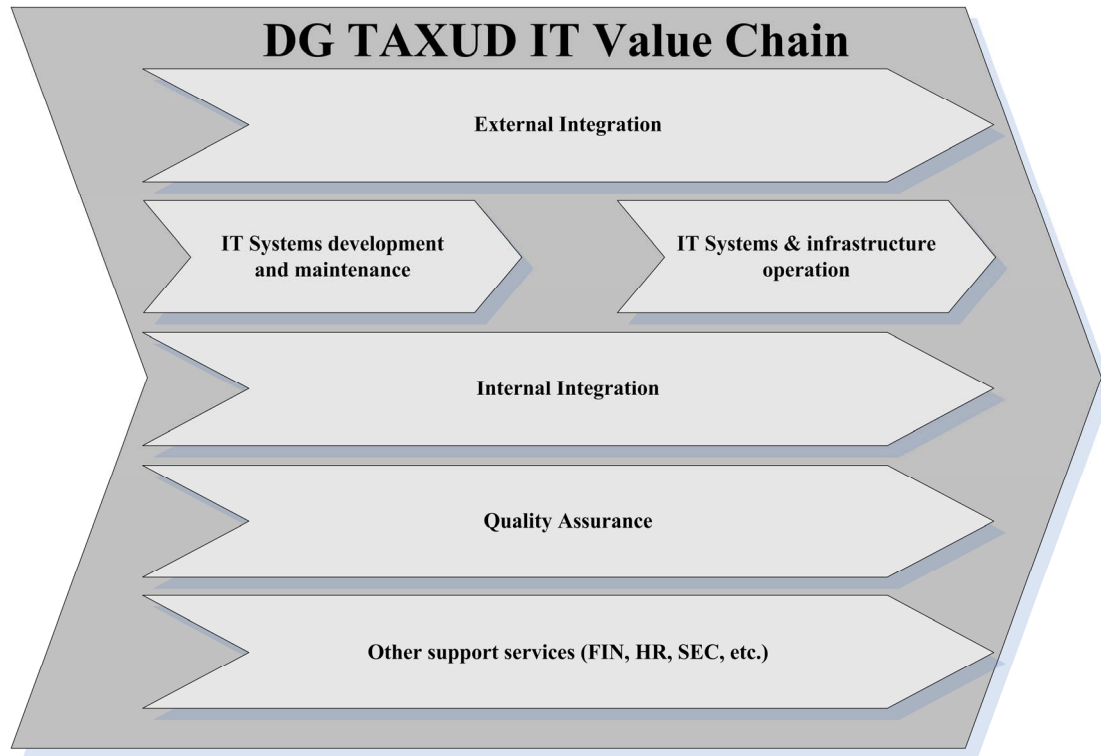 DG TAXUD IT Value Chain
External Integration
IT Systems development
and maintenance
IT Systems & infrastructure
operation
Internal Integration
Quality Assurance
Other support services (FIN, HR, SEC, etc.)